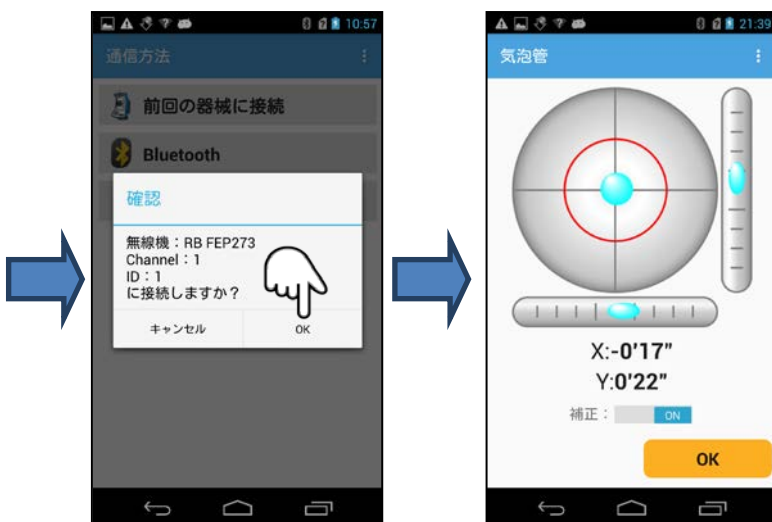 10:57
通信方法
前回の器械に接続
Bluetooth
確認
無線機：RB FEP273
Channel：1
ID：1
に接続しますか？
キャンセル
OK
21:39
気泡管
X:-0'17"
Y:0'22"
補正：
ON
OK